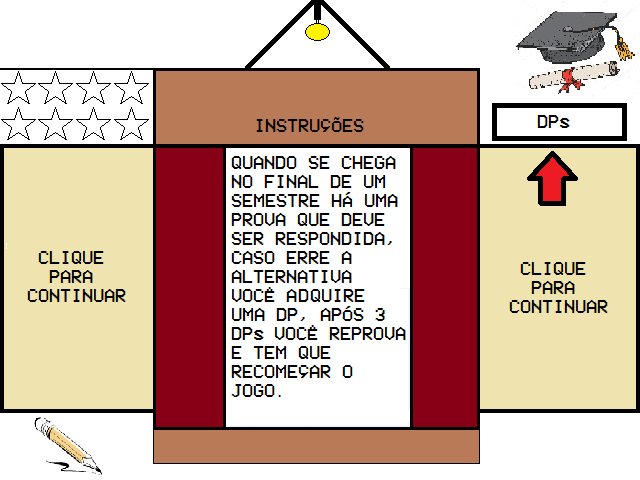 INSTRUÇÕES
DPs
QUANDO SE CHEGA
NO FINAL DE UM
SEMESTRE HÁ UMA
PROVA QUE DEVE
SER RESPONDIDA,
CASO ERRE A
ALTERNATIVA
VOCÊ ADQUIRE
UMA DP, APÓS 3
DPs VOCÊ REPROVA
E TEM QUE
RECOMEÇAR O
JOGO.
CLIQUE
PARA
CONTINUAR
CLIQUE
PARA
CONTINUAR